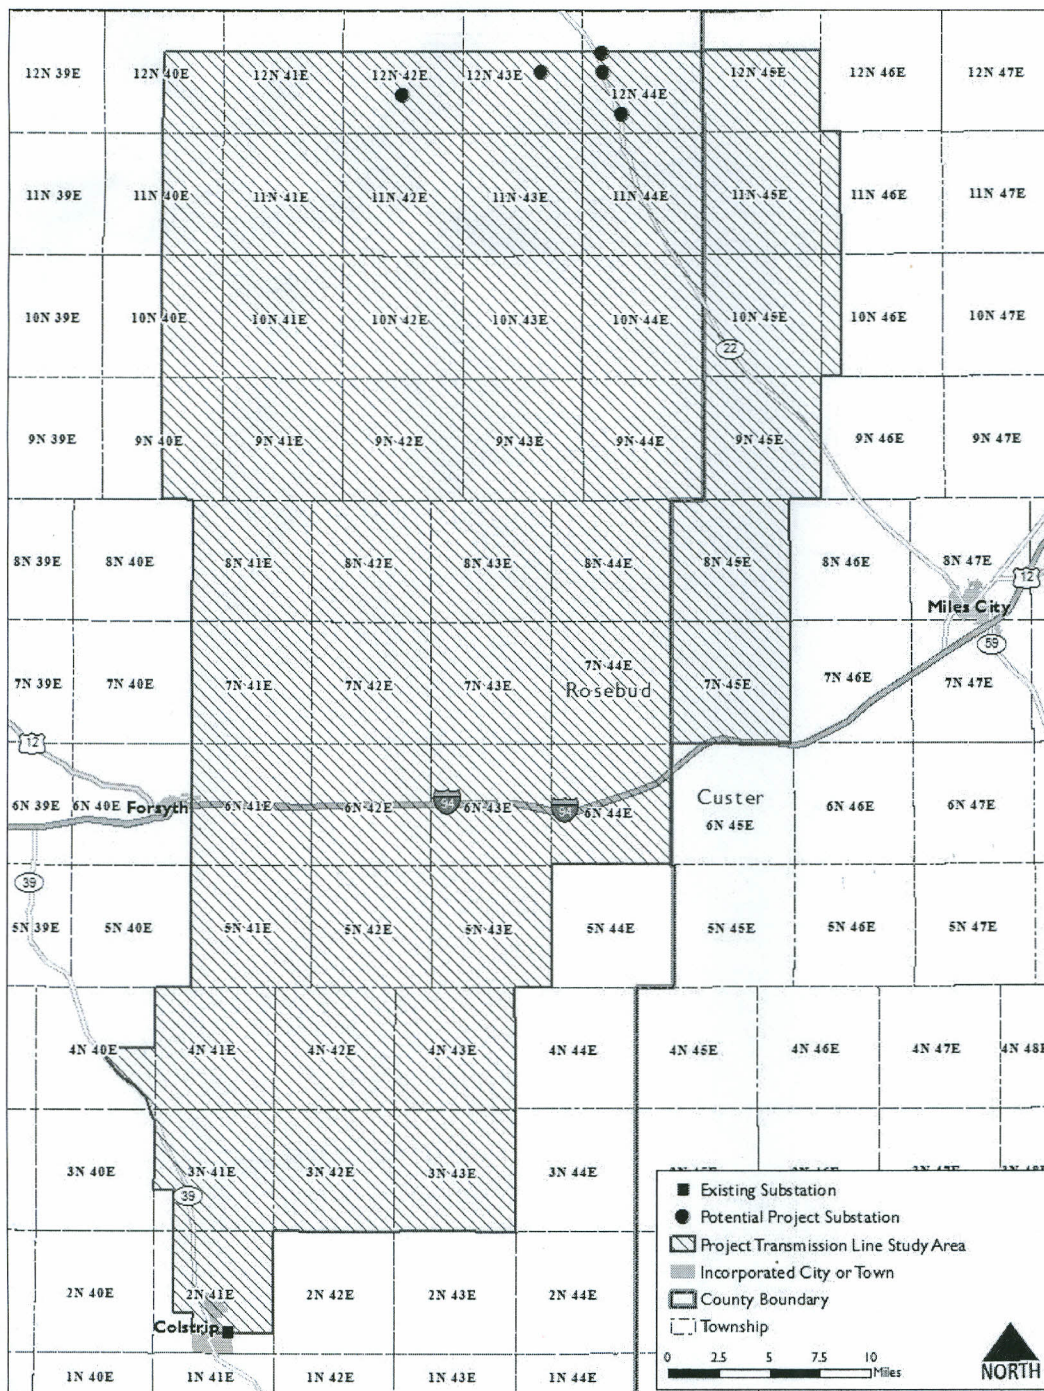 12N 39E 12N 40E 12N 41E 12N 42E 12N 43E 12N 44E 12N 45E 12N 46E 12N 47E
11N 39E 11N 40E 11N 41E 11N 42E 11N 43E 11N 44E 11N 45E 11N 46E 11N 47E
10N 39E 10N 40E 10N 41E 10N 42E 10N 43E 10N 44E 10N 45E 10N 46E 10N 47E
22
9N 39E 9N 40E 9N 41E 9N 42E 9N 43E 9N 44E 9N 45E 9N 46E 9N 47E
8N 39E 8N 40E 8N 41E 8N 42E 8N 43E 8N 44E 8N 45E 8N 46E 8N 47E
12
Miles City
59
7N 39E 7N 40E 7N 41E 7N 42E 7N 43E 7N 44E 7N 45E 7N 46E 7N 47E
Rosebud
12
6N 39E 6N 40E Forsyth 6N 41E 6N 42E 94 6N 43E 94 6N 44E Custer 6N 45E 6N 46E 6N 47E
39
5N 39E 5N 40E 5N 41E 5N 42E 5N 43E 5N 44E 5N 45E 5N 46E 5N 47E
4N 40E 4N 41E 4N 42E 4N 43E 4N 44E 4N 45E 4N 46E 4N 47E 4N 48E
3N 40E 3N 41E 3N 42E 3N 43E 3N 44E
39
2N 40E 2N 41E 2N 42E 2N 43E 2N 44E
Colstrip
1N 40E 1N 41E 1N 42E 1N 43E 1N 44E
Existing Substation
Potential Project Substation
Project Transmission Line Study Area
Incorporated City or Town
County Boundary
Township
0 2.5 5 7.5 10
Miles
NORTH